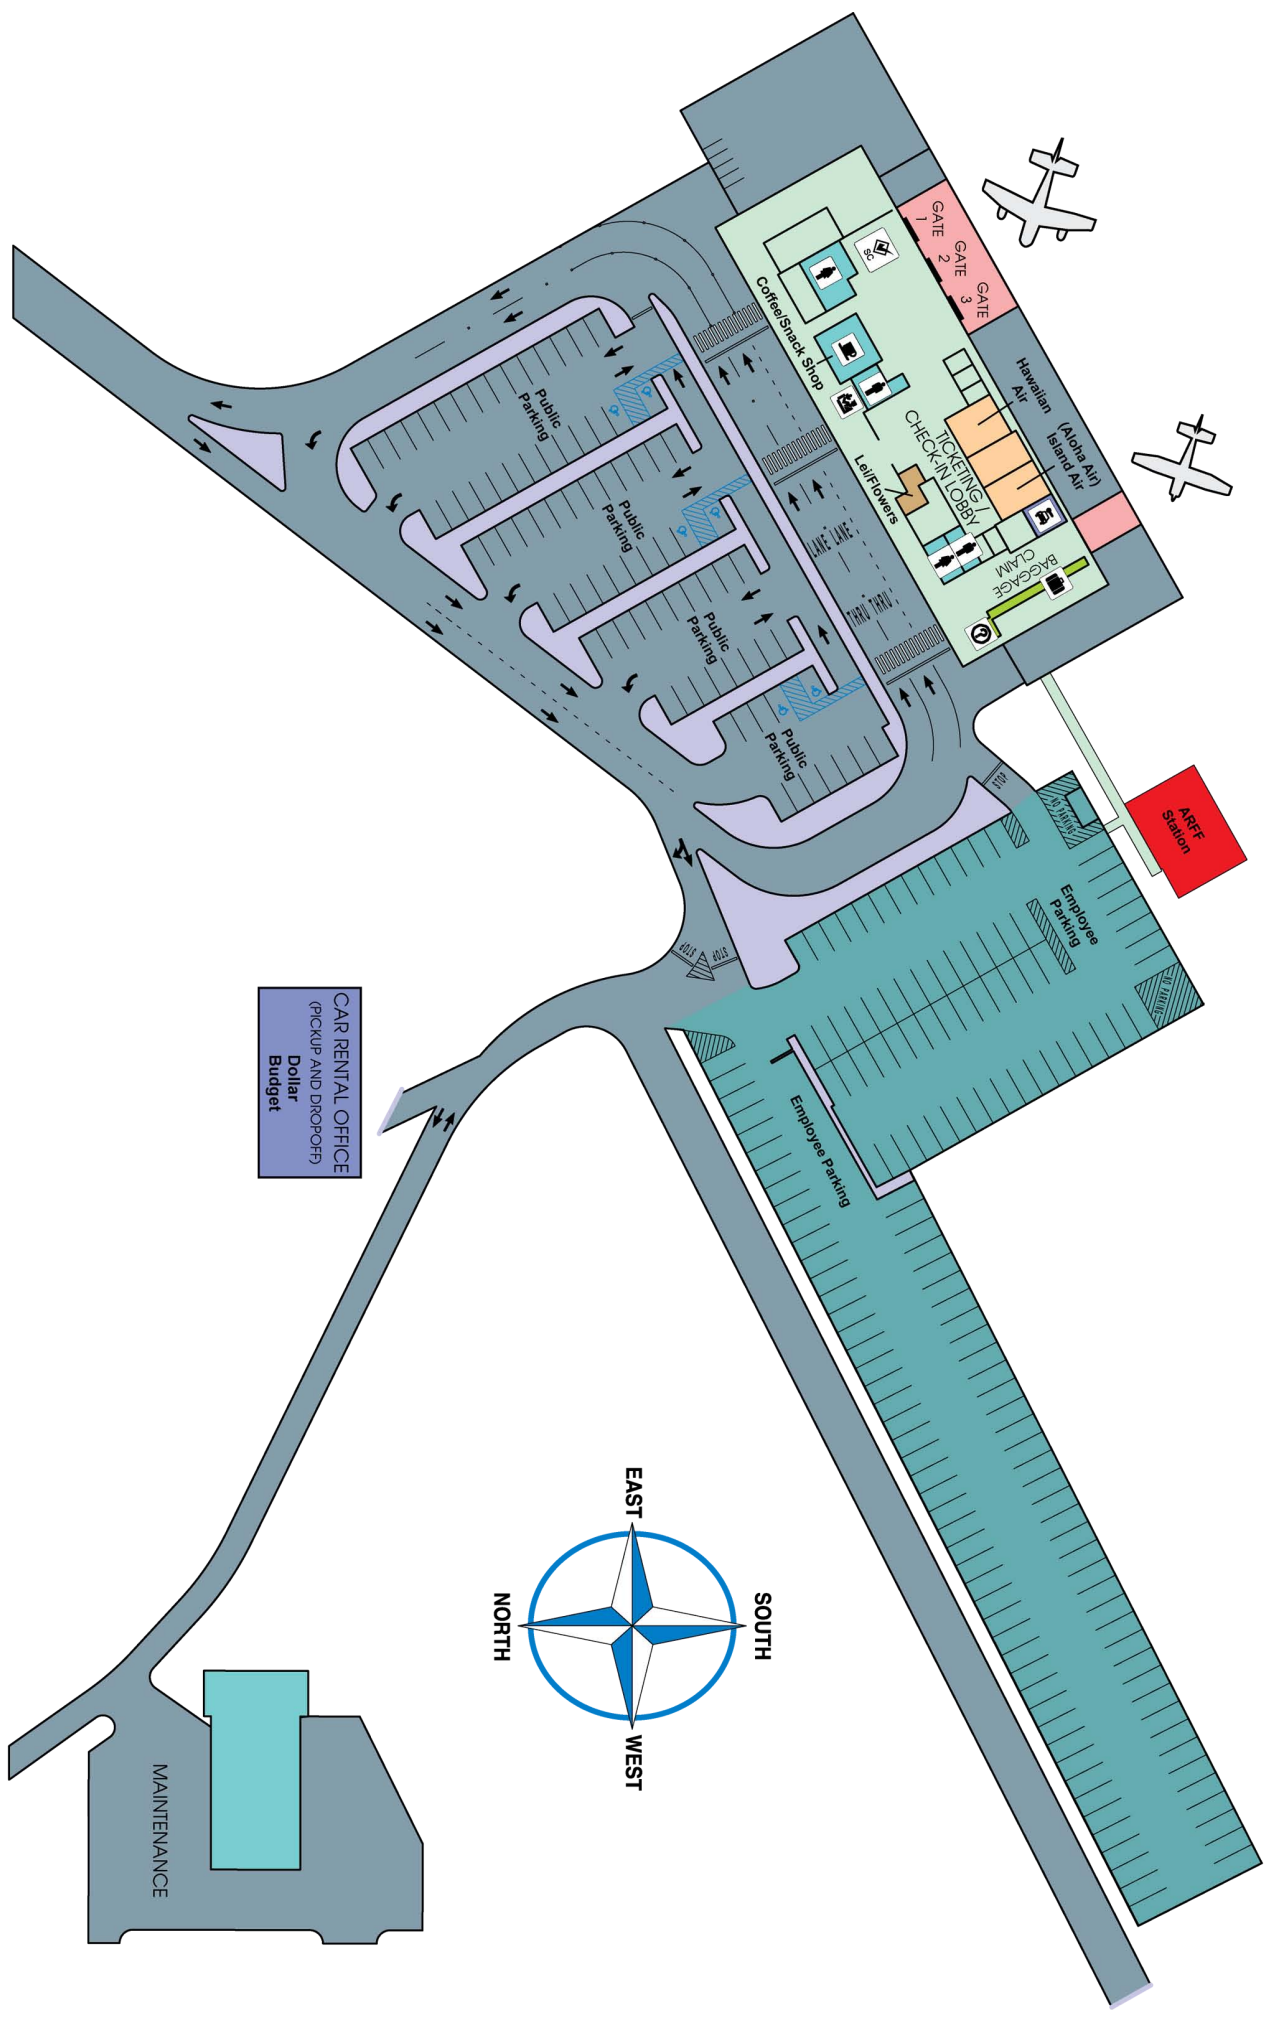 GATE
1
GATE
2
GATE
3
SC
Coffee/Snack Shop
Hawaiian
Air
(Aloha Air)
Island Air
TICKETING /
CHECK-IN LOBBY
Lei/Flowers
BAGGAGE
CLAIM
?
LANE LANE
THRU THRU
Public
Parking
Public
Parking
Public
Parking
Public
Parking
STOP
NO PARKING
ARFF
Station
Employee
Parking
NO PARKING
STOP
STOP
Employee Parking
CAR RENTAL OFFICE
(PICKUP AND DROPOFF)
Dollar
Budget
EAST
SOUTH
NORTH
WEST
MAINTENANCE